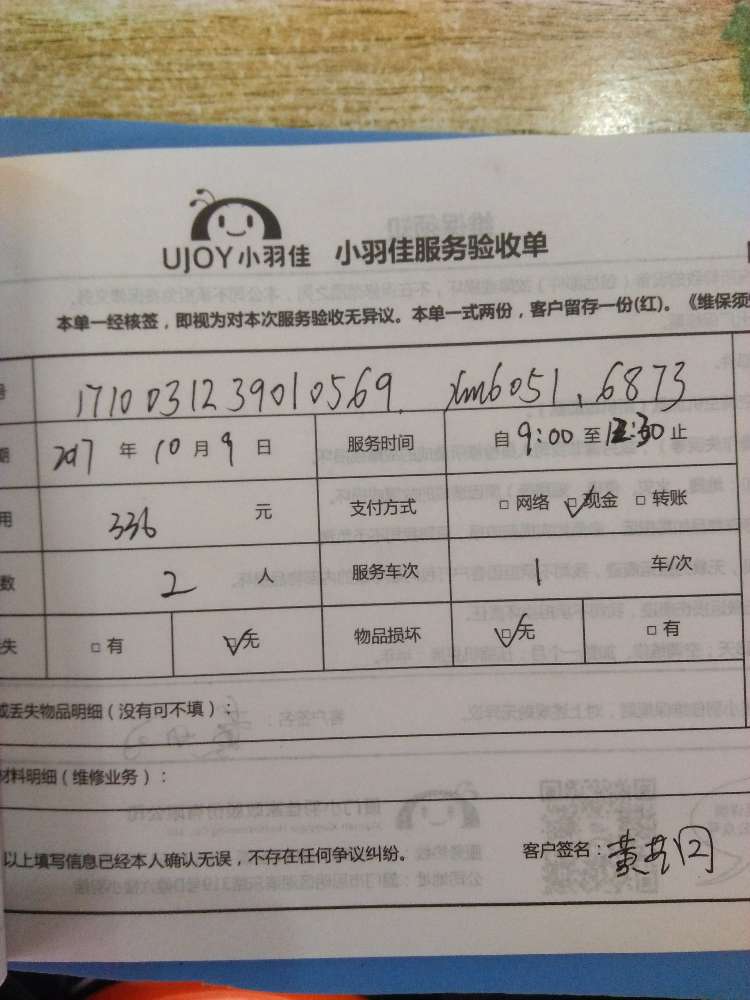 UJOY小羽佳 小羽佳服务验收单
本单一经核签，即视为对本次服务验收无异议。本单一式两份，客户留存一份(红)。《维保须
号 1710031239010569. xm6051、6873
期 2017 年 10 月 9 日 服务时间 自 9:00 至 12:30 止
用 336 元 支付方式 □ 网络 ☑ 现金 □ 转账
数 2 人 服务车次 1 车/次
失 □ 有 ☑ 无 物品损坏 ☑ 无 □ 有
或丢失物品明细（没有可不填）：
材料明细（维修业务）：
以上填写信息已经本人确认无误，不存在任何争议纠纷。 客户签名：黄